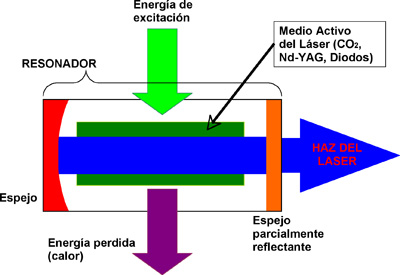 Energía de
excitación
Medio Activo
del Láser (CO₂,
Nd-YAG, Diodos)
RESONADOR
HAZ DEL
LASER
Espejo
Espejo
parcialmente
reflectante
Energía perdida
(calor)